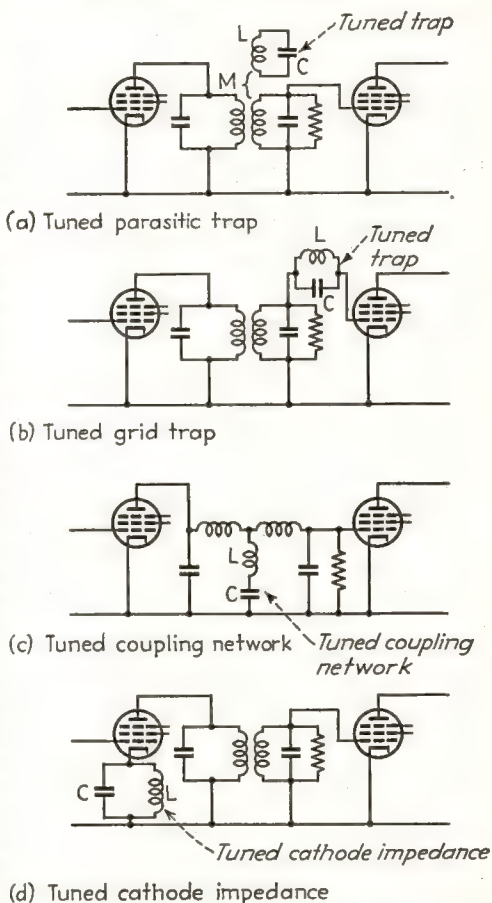 L
Tuned trap
C
M
(a) Tuned parasitic trap
L
Tuned
trap
C
(b) Tuned grid trap
L
C
(c) Tuned coupling network
Tuned coupling
network
C
L
Tuned cathode impedance
(d) Tuned cathode impedance